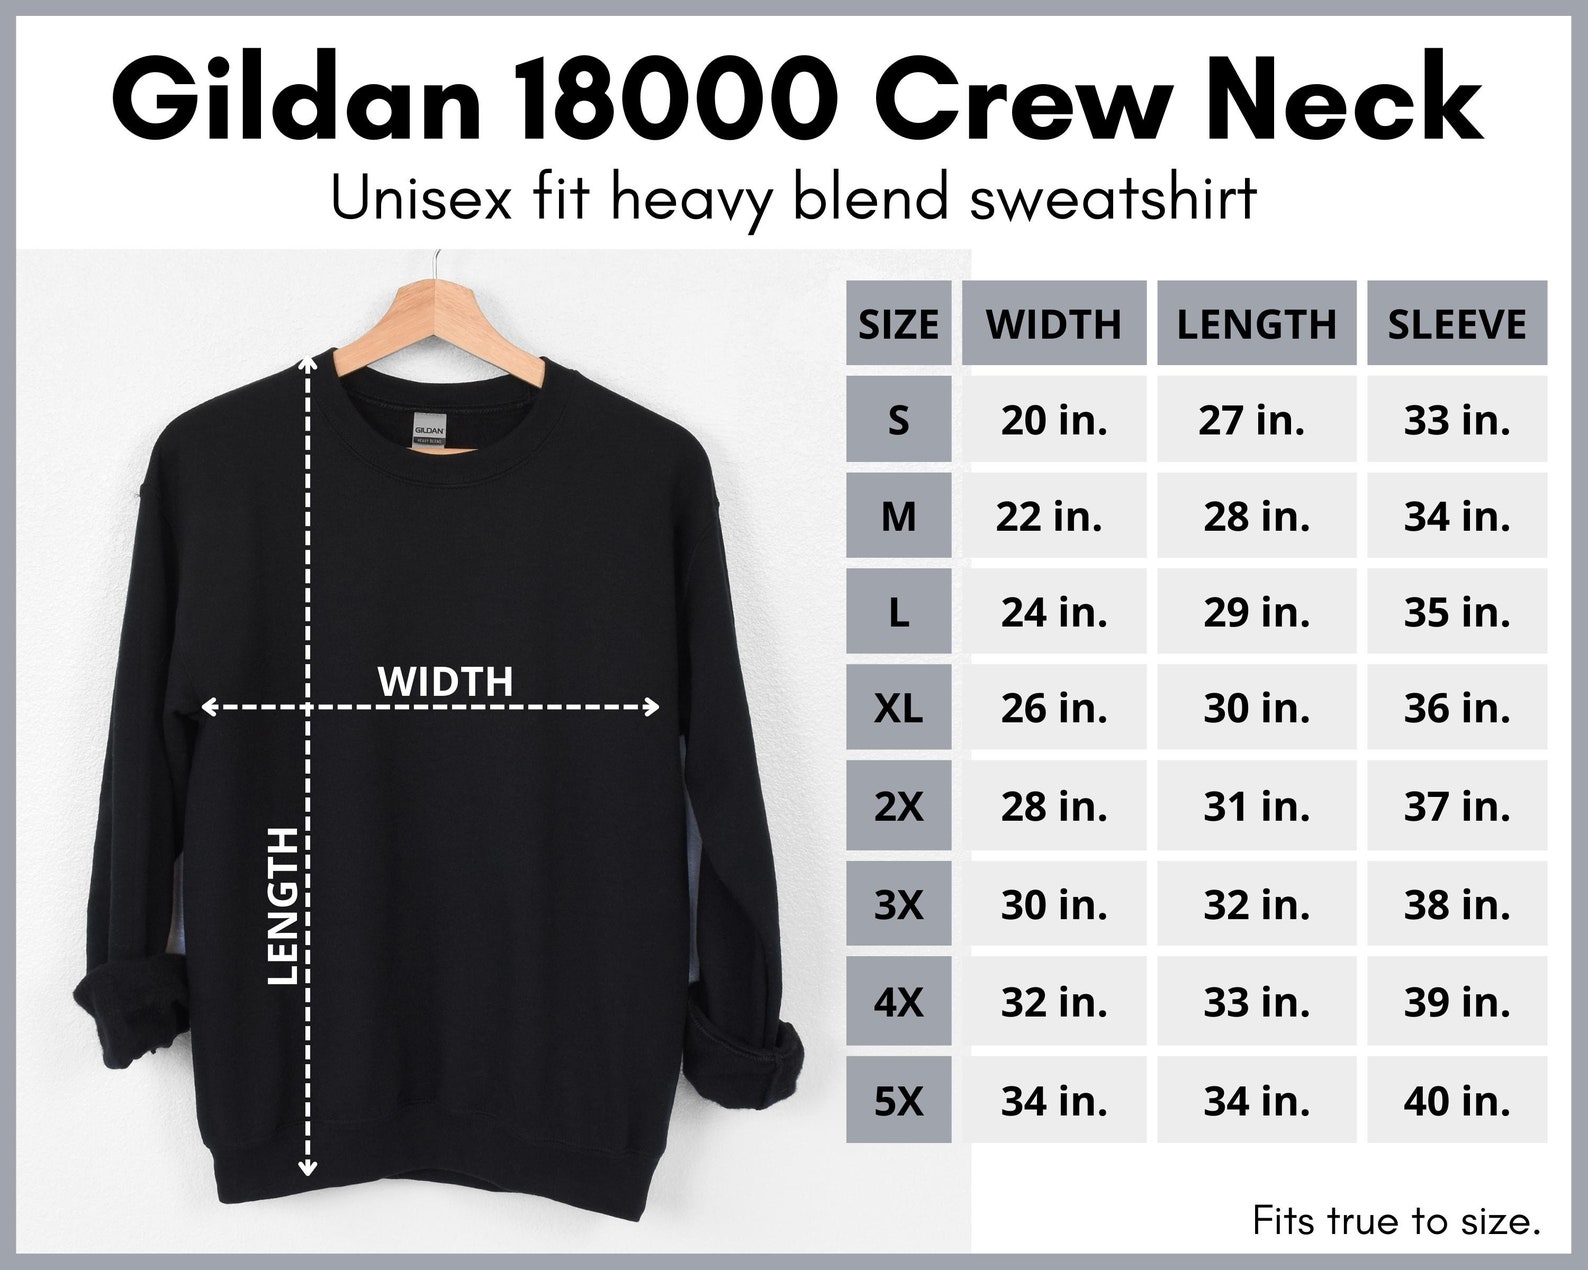 Gildan 18000 Crew Neck
Unisex fit heavy blend sweatshirt
SIZE WIDTH LENGTH SLEEVE
S 20 in. 27 in. 33 in.
M 22 in. 28 in. 34 in.
L 24 in. 29 in. 35 in.
XL 26 in. 30 in. 36 in.
2X 28 in. 31 in. 37 in.
3X 30 in. 32 in. 38 in.
4X 32 in. 33 in. 39 in.
5X 34 in. 34 in. 40 in.
GILDAN
HEAVY BLEND
WIDTH
LENGTH
Fits true to size.